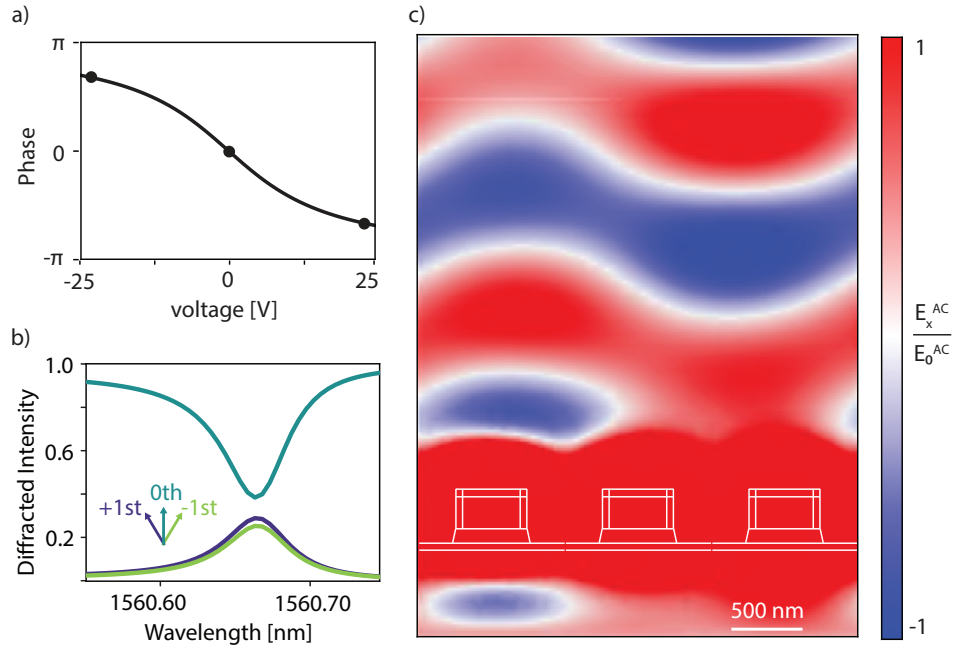 a)
π
0
-π
Phase
-25
0
25
voltage [V]
b)
1.0
0.6
0.2
Diffracted Intensity
0th
+1st
-1st
1560.60
1560.70
Wavelength [nm]
c)
500 nm
1
E_x^AC
E_0^AC
-1